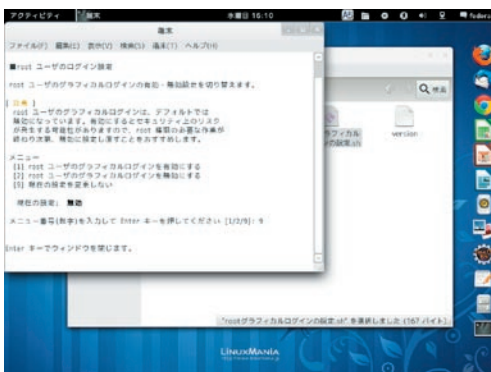 アクティビティ
端末
水曜日 16:10
fedora
端末
ファイル(F) 編集(E) 表示(V) 検索(S) 端末(T) ヘルプ(H)
■root ユーザのログイン設定
root ユーザのグラフィカルログインの有効・無効設定を切り替えます。
[ 注意 ]
root ユーザのグラフィカルログインは、デフォルトでは
無効になっています。有効にするとセキュリティ上のリスク
が発生する可能性がありますので、root 権限の必要な作業が
終わり次第、無効に設定し戻すことをおすすめします。
メニュー
[1] root ユーザのグラフィカルログインを有効にする
[2] root ユーザのグラフィカルログインを無効にする
[9] 現在の設定を変更しない
現在の設定: 無効
メニュー番号(数字)を入力して Enter キーを押してください [1/2/9]: 9
Enter キーでウィンドウを閉じます。
検索
ラフィカル
ンの設定.sh
version
"rootグラフィカルログインの設定.sh" を選択しました (167 バイト)
LinuxMania